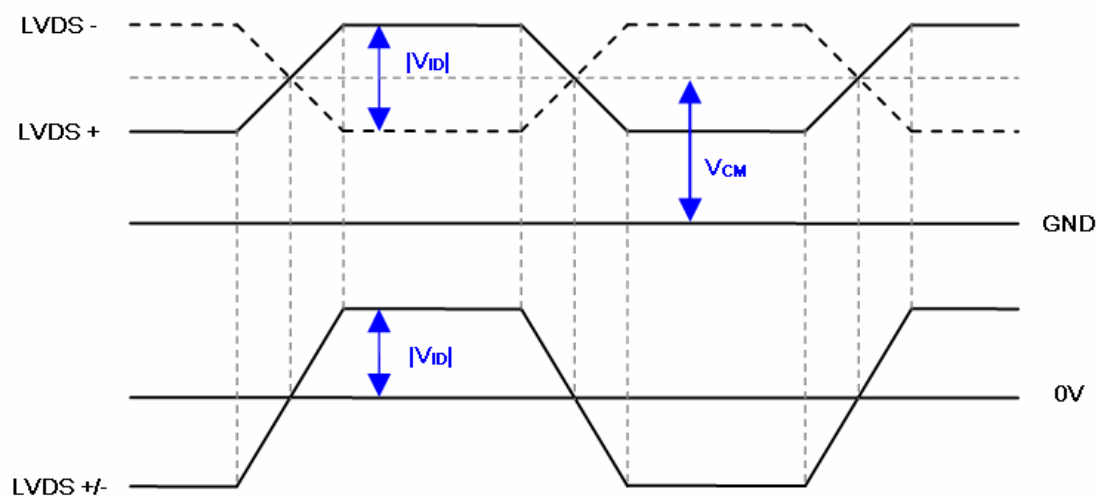 LVDS -
|VID|
LVDS +
VCM
GND
|VID|
0V
LVDS +/-